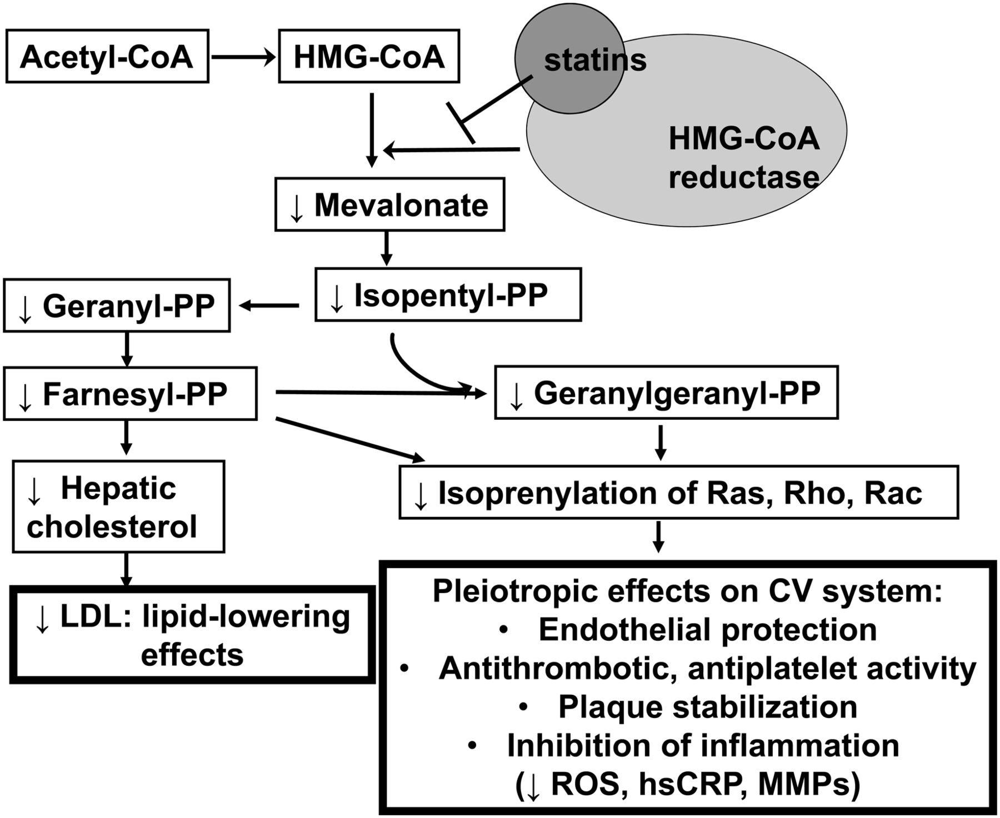 Acetyl-CoA
HMG-CoA
statins
HMG-CoA
reductase
↓ Mevalonate
↓ Isopentyl-PP
↓ Geranyl-PP
↓ Farnesyl-PP
↓ Geranylgeranyl-PP
↓ Hepatic
cholesterol
↓ Isoprenylation of Ras, Rho, Rac
↓ LDL: lipid-lowering
effects
Pleiotropic effects on CV system:
• Endothelial protection
• Antithrombotic, antiplatelet activity
• Plaque stabilization
• Inhibition of inflammation
(↓ ROS, hsCRP, MMPs)